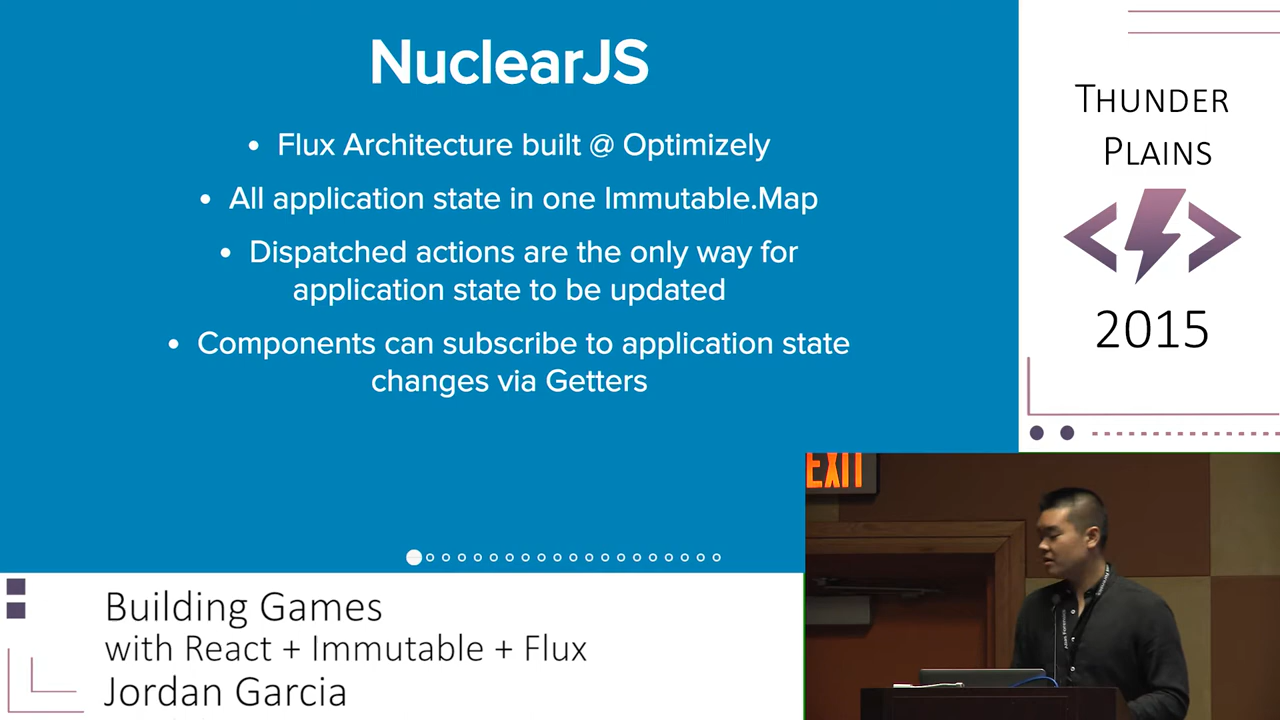 NuclearJS
• Flux Architecture built @ Optimizely
• All application state in one Immutable.Map
• Dispatched actions are the only way for
application state to be updated
• Components can subscribe to application state
changes via Getters
THUNDER
PLAINS
2015
EXIT
Building Games
with React + Immutable + Flux
Jordan Garcia